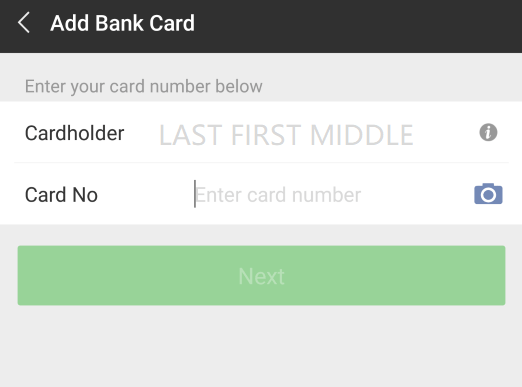 Add Bank Card
Enter your card number below
Cardholder LAST FIRST MIDDLE
Card No Enter card number
Next